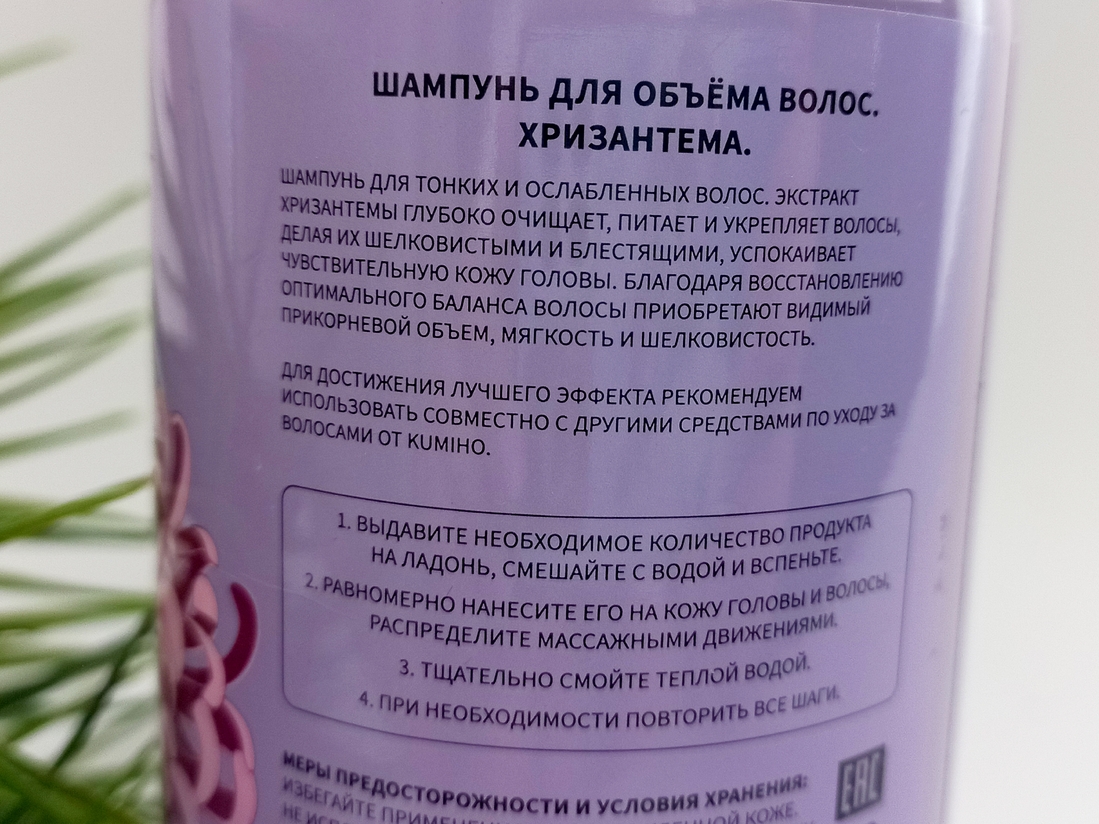 ШАМПУНЬ ДЛЯ ОБЪЁМА ВОЛОС.
ХРИЗАНТЕМА.
ШАМПУНЬ ДЛЯ ТОНКИХ И ОСЛАБЛЕННЫХ ВОЛОС. ЭКСТРАКТ
ХРИЗАНТЕМЫ ГЛУБОКО ОЧИЩАЕТ, ПИТАЕТ И УКРЕПЛЯЕТ ВОЛОСЫ,
ДЕЛАЯ ИХ ШЕЛКОВИСТЫМИ И БЛЕСТЯЩИМИ, УСПОКАИВАЕТ
ЧУВСТВИТЕЛЬНУЮ КОЖУ ГОЛОВЫ. БЛАГОДАРЯ ВОССТАНОВЛЕНИЮ
ОПТИМАЛЬНОГО БАЛАНСА ВОЛОСЫ ПРИОБРЕТАЮТ ВИДИМЫЙ
ПРИКОРНЕВОЙ ОБЪЕМ, МЯГКОСТЬ И ШЕЛКОВИСТОСТЬ.
ДЛЯ ДОСТИЖЕНИЯ ЛУЧШЕГО ЭФФЕКТА РЕКОМЕНДУЕМ
ИСПОЛЬЗОВАТЬ СОВМЕСТНО С ДРУГИМИ СРЕДСТВАМИ ПО УХОДУ ЗА
ВОЛОСАМИ ОТ KUMIHO.
1. ВЫДАВИТЕ НЕОБХОДИМОЕ КОЛИЧЕСТВО ПРОДУКТА
НА ЛАДОНЬ, СМЕШАЙТЕ С ВОДОЙ И ВСПЕНЬТЕ.
2. РАВНОМЕРНО НАНЕСИТЕ ЕГО НА КОЖУ ГОЛОВЫ И ВОЛОСЫ,
РАСПРЕДЕЛИТЕ МАССАЖНЫМИ ДВИЖЕНИЯМИ.
3. ТЩАТЕЛЬНО СМОЙТЕ ТЕПЛОЙ ВОДОЙ.
4. ПРИ НЕОБХОДИМОСТИ ПОВТОРИТЬ ВСЕ ШАГИ.
МЕРЫ ПРЕДОСТОРОЖНОСТИ И УСЛОВИЯ ХРАНЕНИЯ:
EAC
ИЗБЕГАЙТЕ КОЖЕ.
НЕ